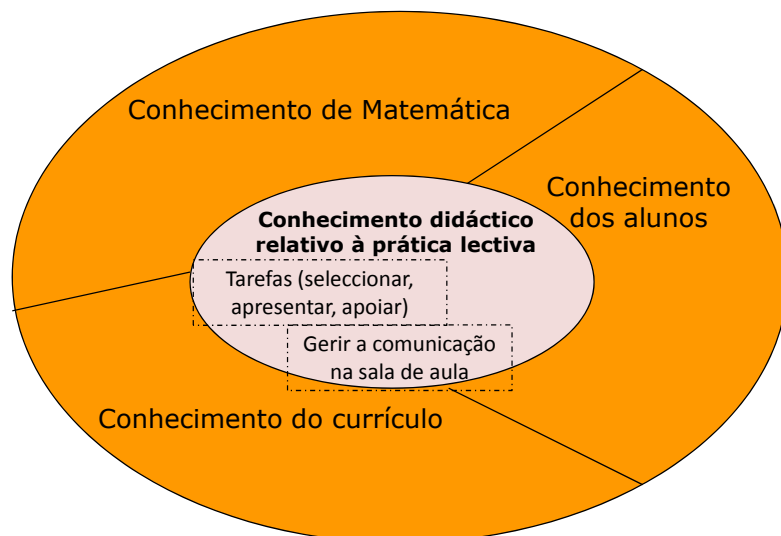 Conhecimento de Matemática
Conhecimento
dos alunos
Conhecimento didáctico
relativo à prática lectiva
Tarefas (seleccionar,
apresentar, apoiar)
Gerir a comunicação
na sala de aula
Conhecimento do currículo